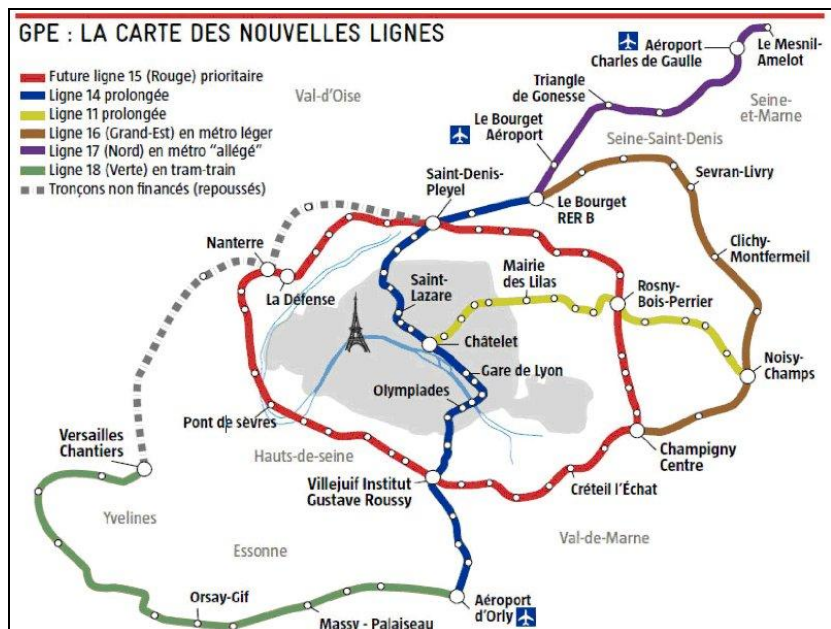 GPE : LA CARTE DES NOUVELLES LIGNES
Future ligne 15 (Rouge) prioritaire
Ligne 14 prolongée
Ligne 11 prolongée
Ligne 16 (Grand-Est) en métro léger
Ligne 17 (Nord) en métro "allégé"
Ligne 18 (Verte) en tram-train
Tronçons non financés (repoussés)
Val-d'Oise
Aéroport
Charles de Gaulle
Le Mesnil-
Amelot
Triangle
de Gonesse
Seine-
et-Marne
Le Bourget
Aéroport
Seine-Saint-Denis
Saint-Denis-
Pleyel
Sevran-Livry
Le Bourget
RER B
Nanterre
Clichy-
Montfermeil
La Défense
Saint-
Lazare
Mairie
des Lilas
Rosny-
Bois-Perrier
Châtelet
Gare de Lyon
Noisy-
Champs
Olympiades
Pont de sèvres
Versailles
Chantiers
Hauts-de-seine
Champigny
Centre
Villejuif Institut
Gustave Roussy
Créteil l'Échat
Yvelines
Val-de-Marne
Essonne
Orsay-Gif
Massy - Palaiseau
Aéroport
d'Orly